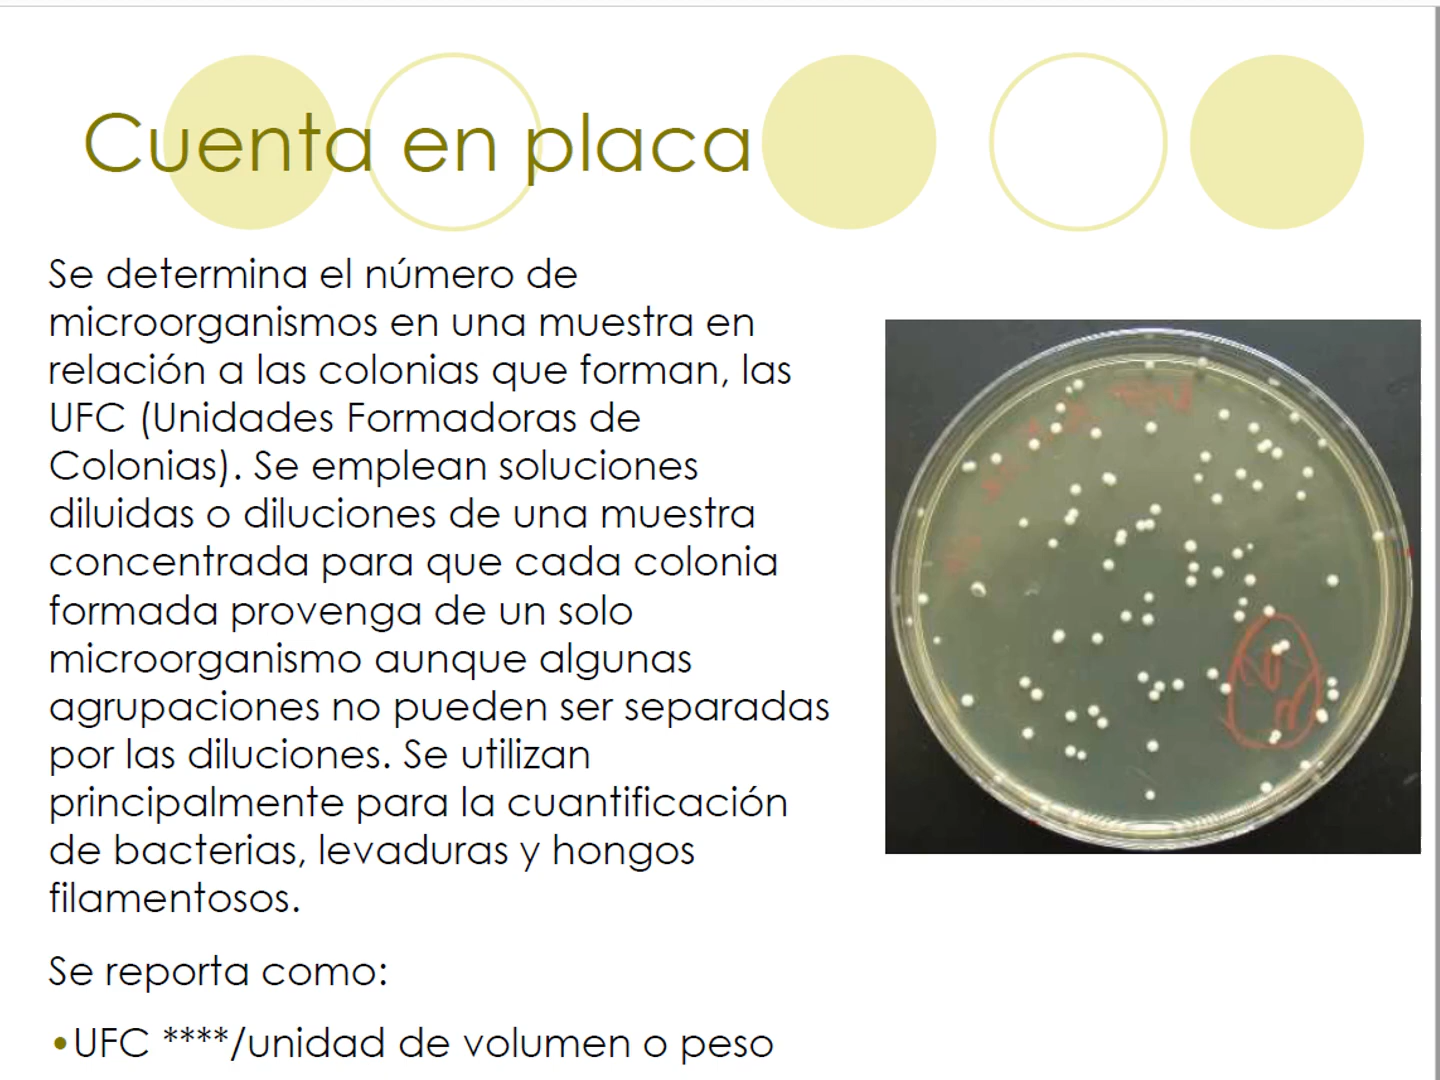 Cuenta en placa
Se determina el número de
microorganismos en una muestra en
relación a las colonias que forman, las
UFC (Unidades Formadoras de
Colonias). Se emplean soluciones
diluidas o diluciones de una muestra
concentrada para que cada colonia
formada provenga de un solo
microorganismo aunque algunas
agrupaciones no pueden ser separadas
por las diluciones. Se utilizan
principalmente para la cuantificación
de bacterias, levaduras y hongos
filamentosos.
Se reporta como:
•UFC ****/unidad de volumen o peso